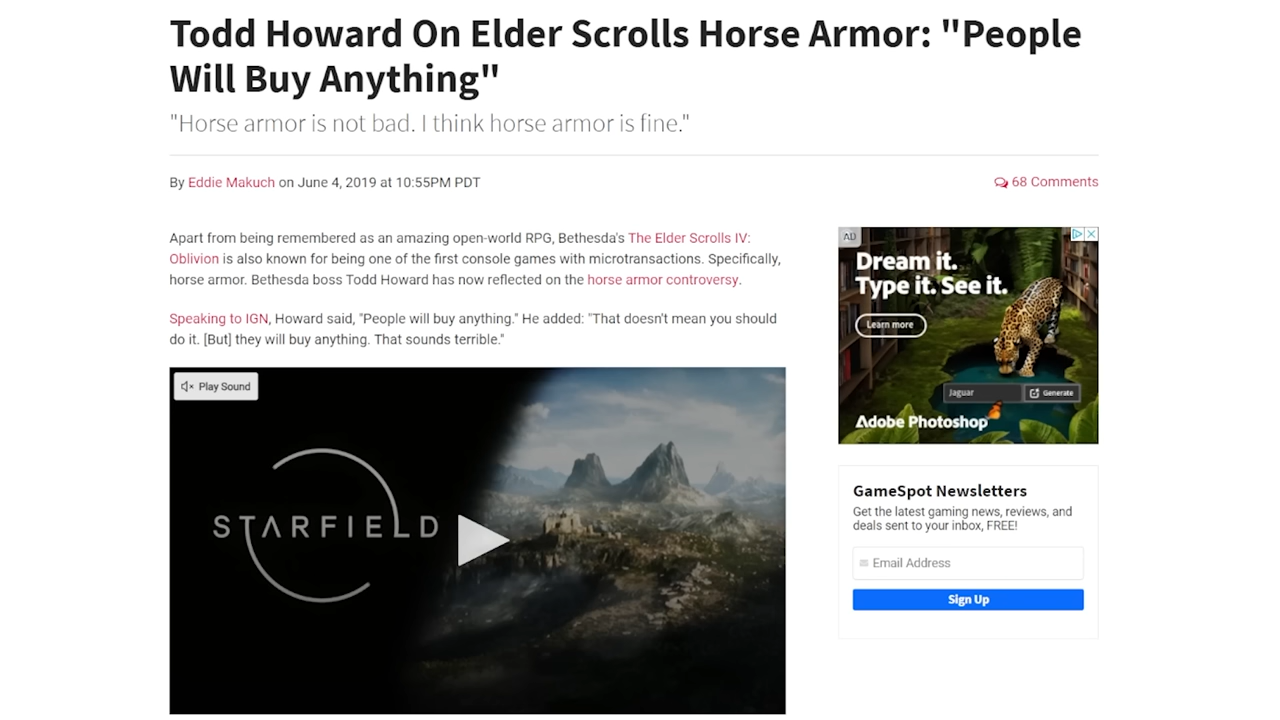 Todd Howard On Elder Scrolls Horse Armor: "People
Will Buy Anything"
"Horse armor is not bad. I think horse armor is fine."
By Eddie Makuch on June 4, 2019 at 10:55PM PDT
68 Comments
Apart from being remembered as an amazing open-world RPG, Bethesda's The Elder Scrolls IV:
Oblivion is also known for being one of the first console games with microtransactions. Specifically,
horse armor. Bethesda boss Todd Howard has now reflected on the horse armor controversy.
Speaking to IGN, Howard said, "People will buy anything." He added: "That doesn't mean you should
do it. [But] they will buy anything. That sounds terrible."
Play Sound
STARFIELD
AD
Dream it.
Type it. See it.
Learn more
Jaguar
Generate
Adobe Photoshop
GameSpot Newsletters
Get the latest gaming news, reviews, and
deals sent to your inbox, FREE!
Email Address
Sign Up